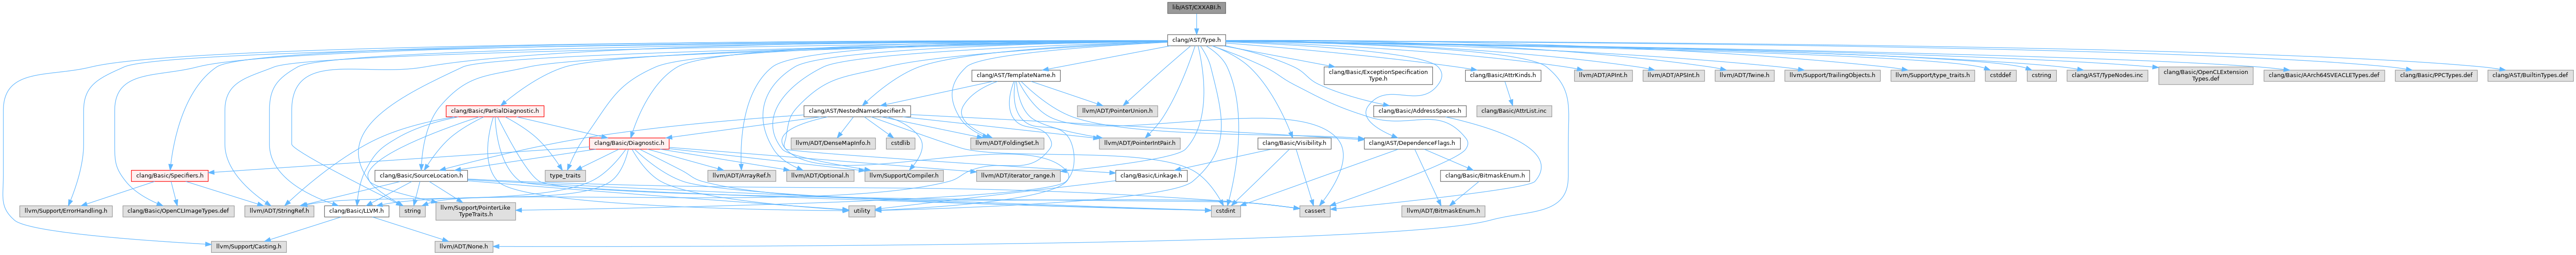 lib/AST/CXXABI.h
clang/AST/Type.h
clang/AST/TemplateName.h
clang/Basic/ExceptionSpecification
Type.h
clang/Basic/AttrKinds.h
llvm/ADT/APInt.h
llvm/ADT/APSInt.h
llvm/ADT/Twine.h
llvm/Support/TrailingObjects.h
llvm/Support/type_traits.h
cstddef
cstring
clang/AST/TypeNodes.inc
clang/Basic/OpenCLExtension
Types.def
clang/Basic/AArch64SVEACLETypes.def
clang/Basic/PPCTypes.def
clang/AST/BuiltinTypes.def
clang/Basic/PartialDiagnostic.h
clang/AST/NestedNameSpecifier.h
llvm/ADT/PointerUnion.h
clang/Basic/AddressSpaces.h
clang/Basic/AttrList.inc
clang/Basic/Diagnostic.h
llvm/ADT/DenseMapInfo.h
cstdlib
llvm/ADT/FoldingSet.h
llvm/ADT/PointerIntPair.h
clang/Basic/Visibility.h
clang/AST/DependenceFlags.h
clang/Basic/Specifiers.h
clang/Basic/SourceLocation.h
type_traits
llvm/ADT/ArrayRef.h
llvm/ADT/Optional.h
llvm/Support/Compiler.h
llvm/ADT/iterator_range.h
clang/Basic/Linkage.h
clang/Basic/BitmaskEnum.h
llvm/Support/ErrorHandling.h
clang/Basic/OpenCLImageTypes.def
llvm/ADT/StringRef.h
clang/Basic/LLVM.h
string
llvm/Support/PointerLike
TypeTraits.h
utility
cstdint
cassert
llvm/ADT/BitmaskEnum.h
llvm/Support/Casting.h
llvm/ADT/None.h